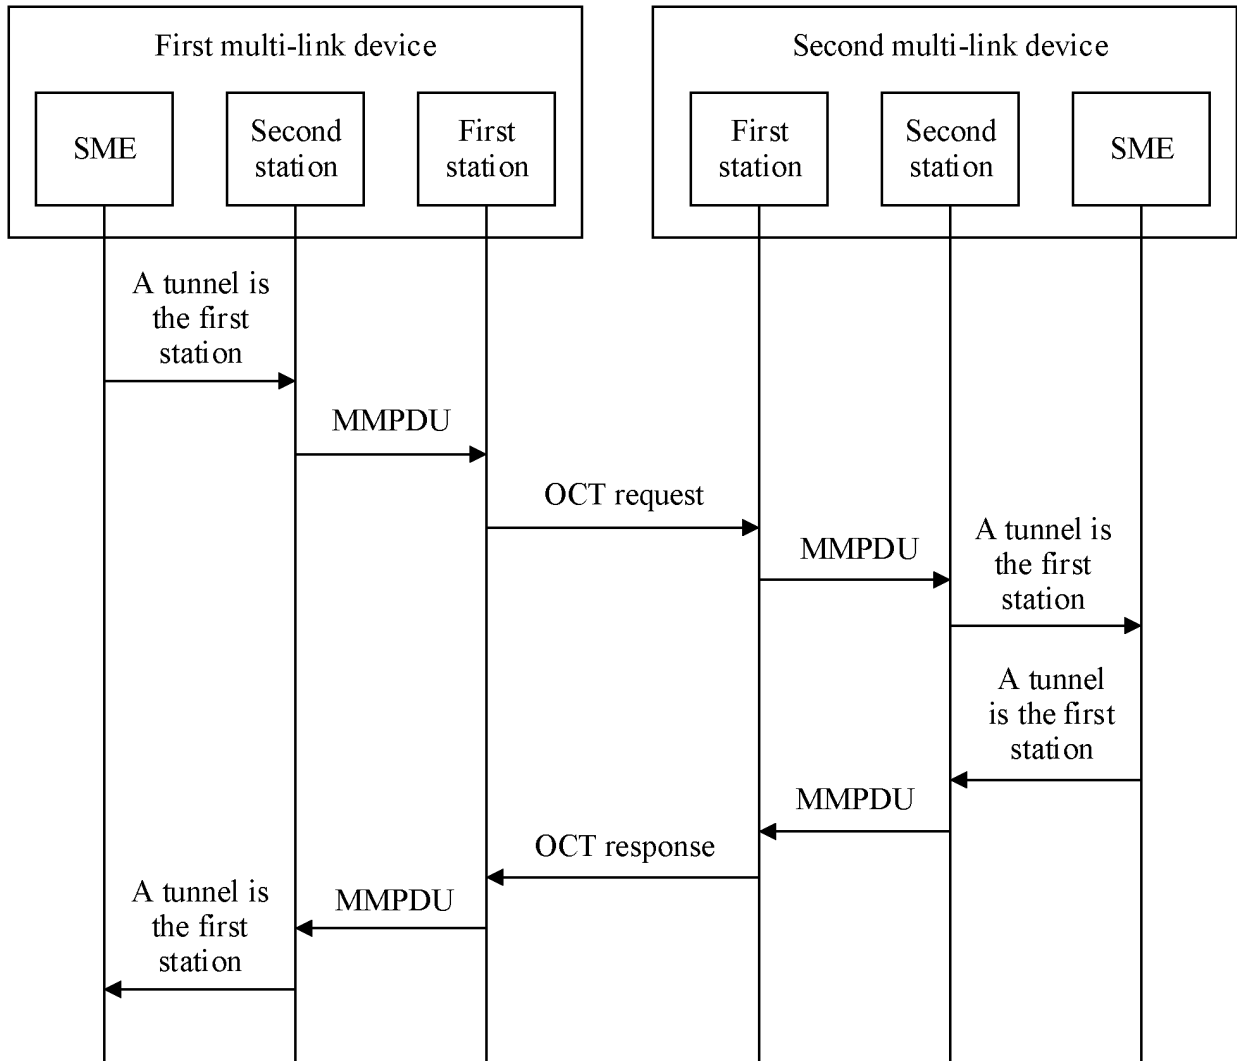 First multi-link device
Second multi-link device
SME
Second
station
First
station
First
station
Second
station
SME
A tunnel is
the first
station
MMPDU
OCT request
MMPDU
A tunnel is
the first
station
A tunnel
is the first
station
MMPDU
OCT response
MMPDU
A tunnel is
the first
station